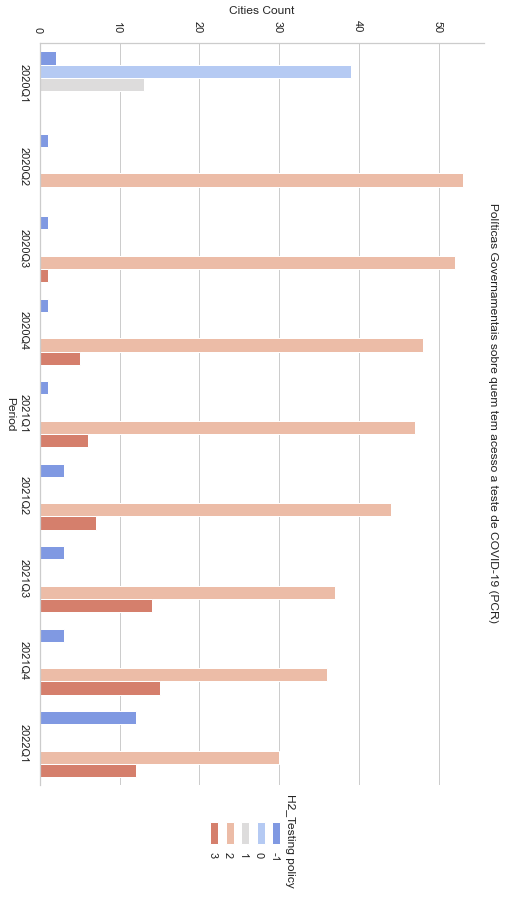 Políticas Governamentais sobre quem tem acesso a teste de COVID-19 (PCR)
Cities Count
50
40
30
20
10
0
2020Q1
2020Q2
2020Q3
2020Q4
2021Q1
2021Q2
2021Q3
2021Q4
2022Q1
Period
H2_Testing policy
-1
0
1
2
3